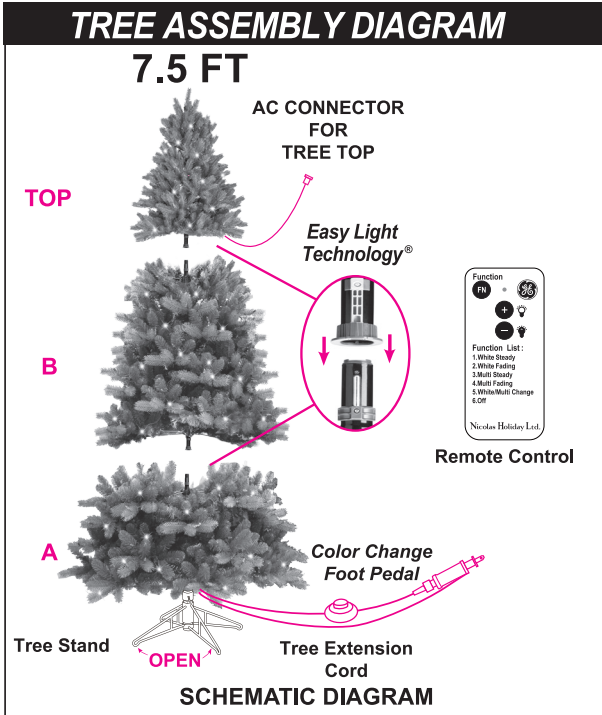 TREE ASSEMBLY DIAGRAM
7.5 FT
AC CONNECTOR
FOR
TREE TOP
TOP
Easy Light
Technology®
B
Function
FN
GE
+
−
Function List :
1.White Steady
2.White Fading
3.Multi Steady
4.Multi Fading
5.White/Multi Change
6.Off
Nicolas Holiday Ltd.
Remote Control
A
Color Change
Foot Pedal
Tree Stand
OPEN
Tree Extension
Cord
SCHEMATIC DIAGRAM